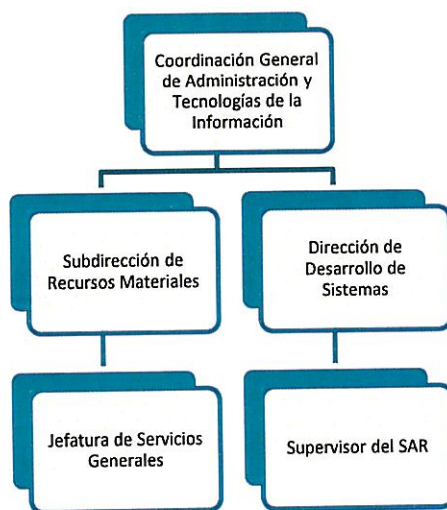 Coordinación General
de Administración y
Tecnologías de la
Información
Subdirección de
Recursos Materiales
Dirección de
Desarrollo de
Sistemas
Jefatura de Servicios
Generales
Supervisor del SAR